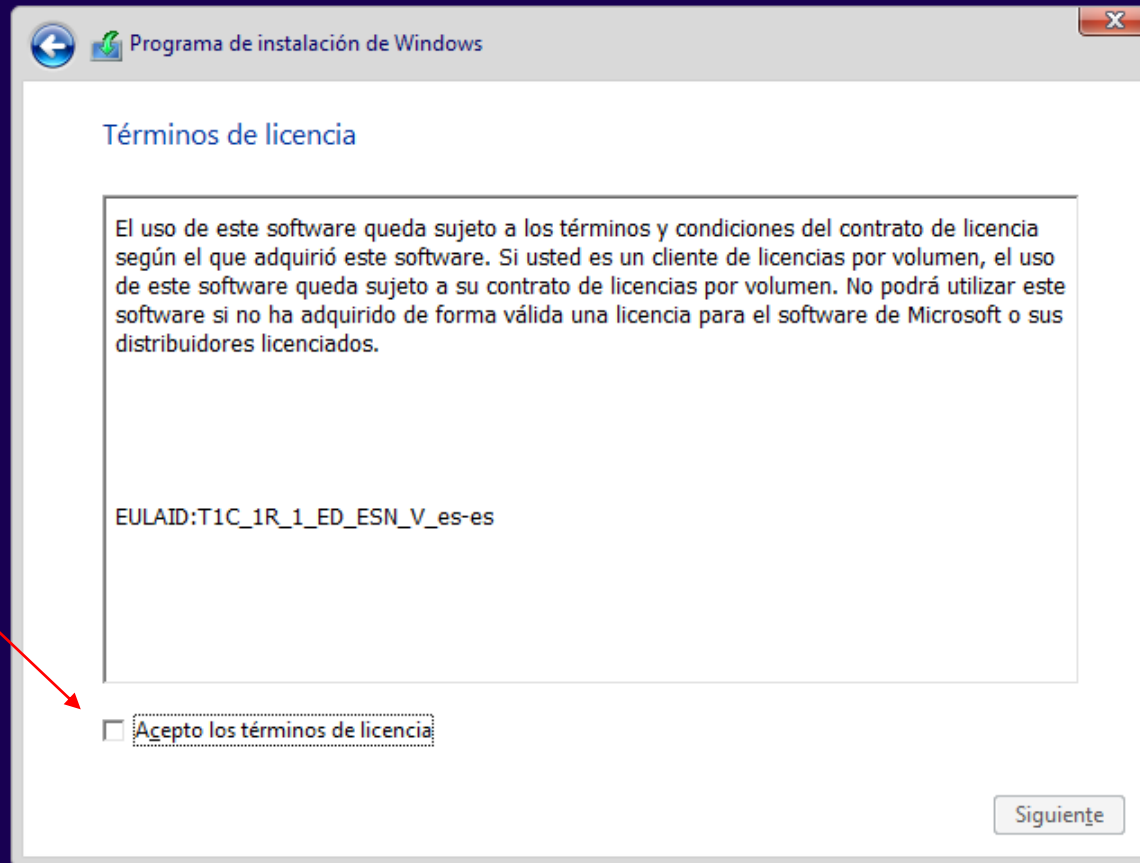 Programa de instalación de Windows
Términos de licencia
El uso de este software queda sujeto a los términos y condiciones del contrato de licencia
según el que adquirió este software. Si usted es un cliente de licencias por volumen, el uso
de este software queda sujeto a su contrato de licencias por volumen. No podrá utilizar este
software si no ha adquirido de forma válida una licencia para el software de Microsoft o sus
distribuidores licenciados.
EULAID:T1C_1R_1_ED_ESN_V_es-es
Acepto los términos de licencia
Siguiente